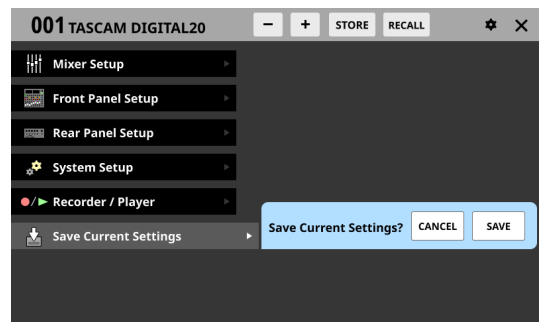 001 TASCAM DIGITAL20 − + STORE RECALL
Mixer Setup
Front Panel Setup
Rear Panel Setup
System Setup
Recorder / Player
Save Current Settings
Save Current Settings? CANCEL SAVE